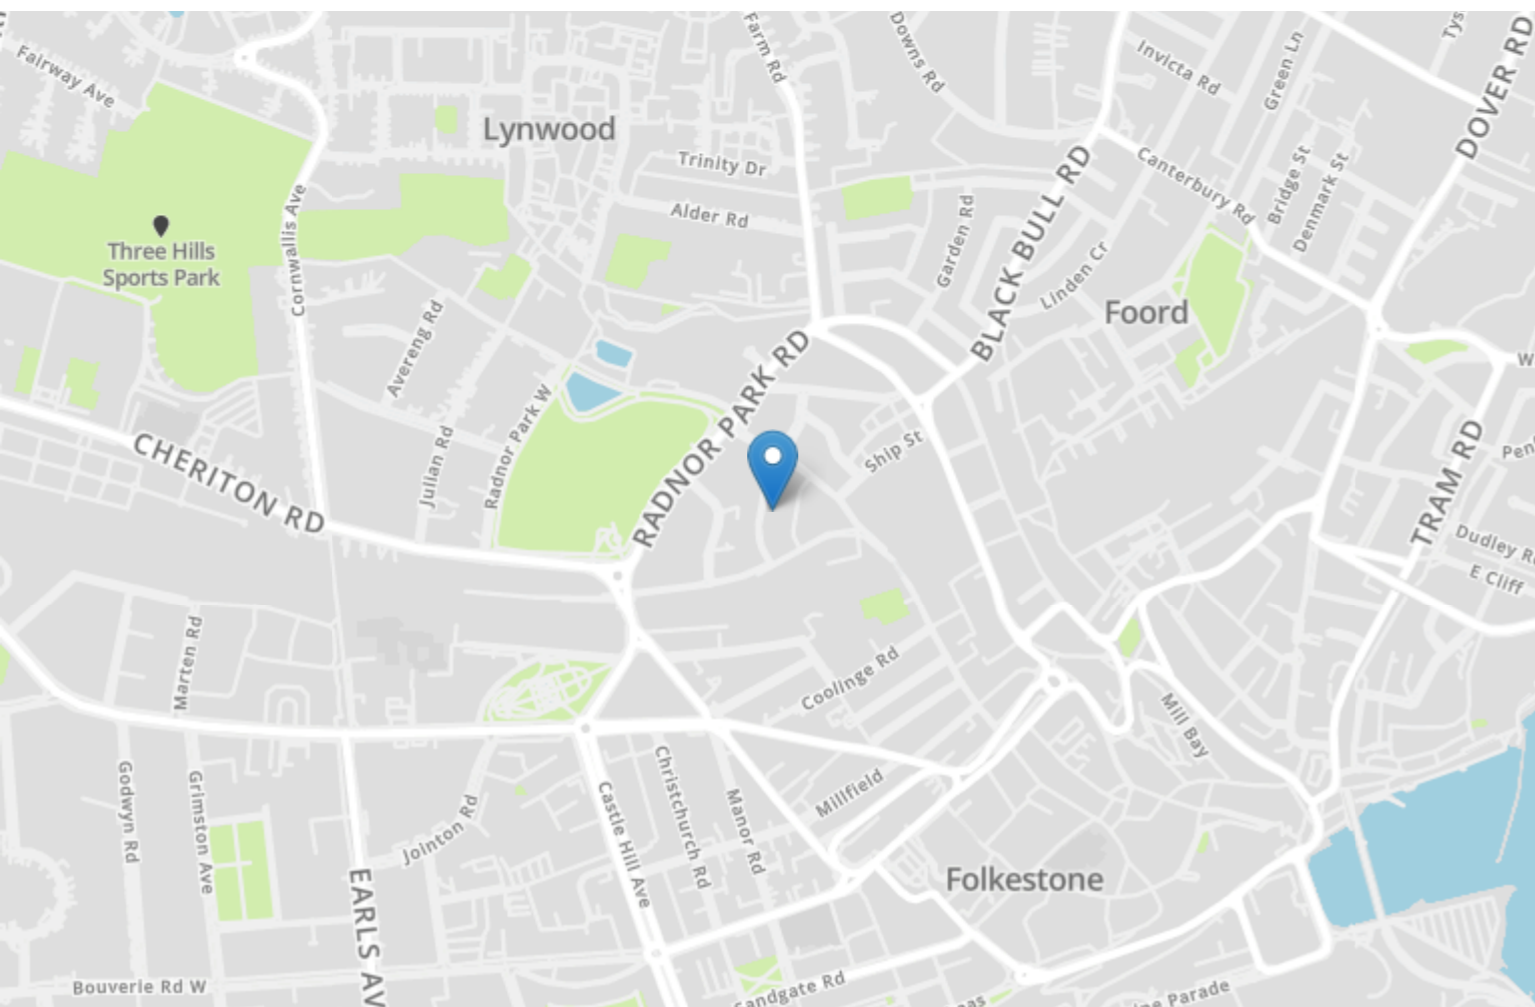 Fairway Ave
Farm Rd
Downs Rd
Invicta Rd
Green Ln
Tys
DOVER RD
Lynwood
Trinity Dr
Alder Rd
Canterbury Rd
Bridge St
Denmark St
Cornwallis Ave
Three Hills
Sports Park
Garden Rd
BLACK BULL RD
Linden Cr
Foord
Avereng Rd
RADNOR PARK RD
W
CHERITON RD
Julian Rd
Radnor Park W
Ship St
TRAM RD
Pen
Dudley R
E Cliff
Marten Rd
Coolinge Rd
Mill Bay
Godwyn Rd
Grimston Ave
Jointon Rd
Castle Hill Ave
Christchurch Rd
Manor Rd
Millfield
EARLS AV
Folkestone
Bouverie Rd W
andgate Rd
Parade